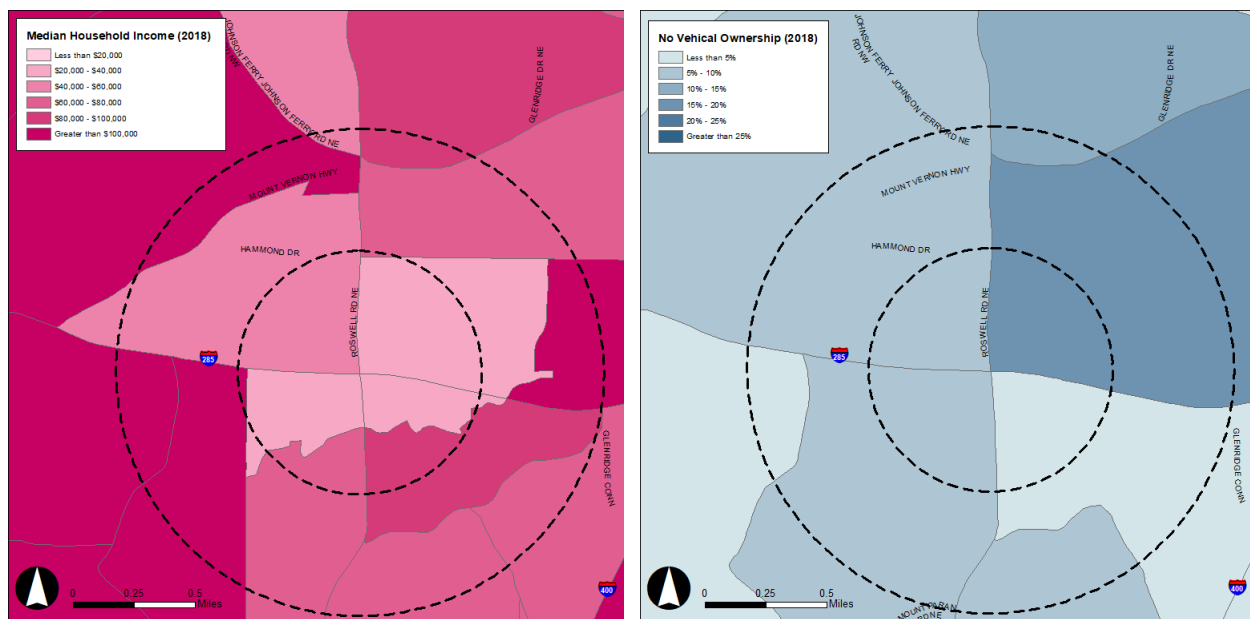 Median Household Income (2018)
Less than $20,000
$20,000 - $40,000
$40,000 - $60,000
$60,000 - $80,000
$80,000 - $100,000
Greater than $100,000
JOHNSON FERRY
RD NW
JOHNSON FERRY RD NE
GLENRIDGE DR NE
MOUNT VERNON HWY
HAMMOND DR
ROSWELL RD NE
285
GLENRIDGE CONN
400
0 0.25 0.5
Miles
No Vehical Ownership (2018)
Less than 5%
5% - 10%
10% - 15%
15% - 20%
20% - 25%
Greater than 25%
JOHNSON FERRY
RD NW
JOHNSON FERRY RD NE
GLENRIDGE DR NE
MOUNT VERNON HWY
HAMMOND DR
ROSWELL RD NE
285
GLENRIDGE CONN
400
MOUNT PARAN
RD NE
0 0.25 0.5
Miles